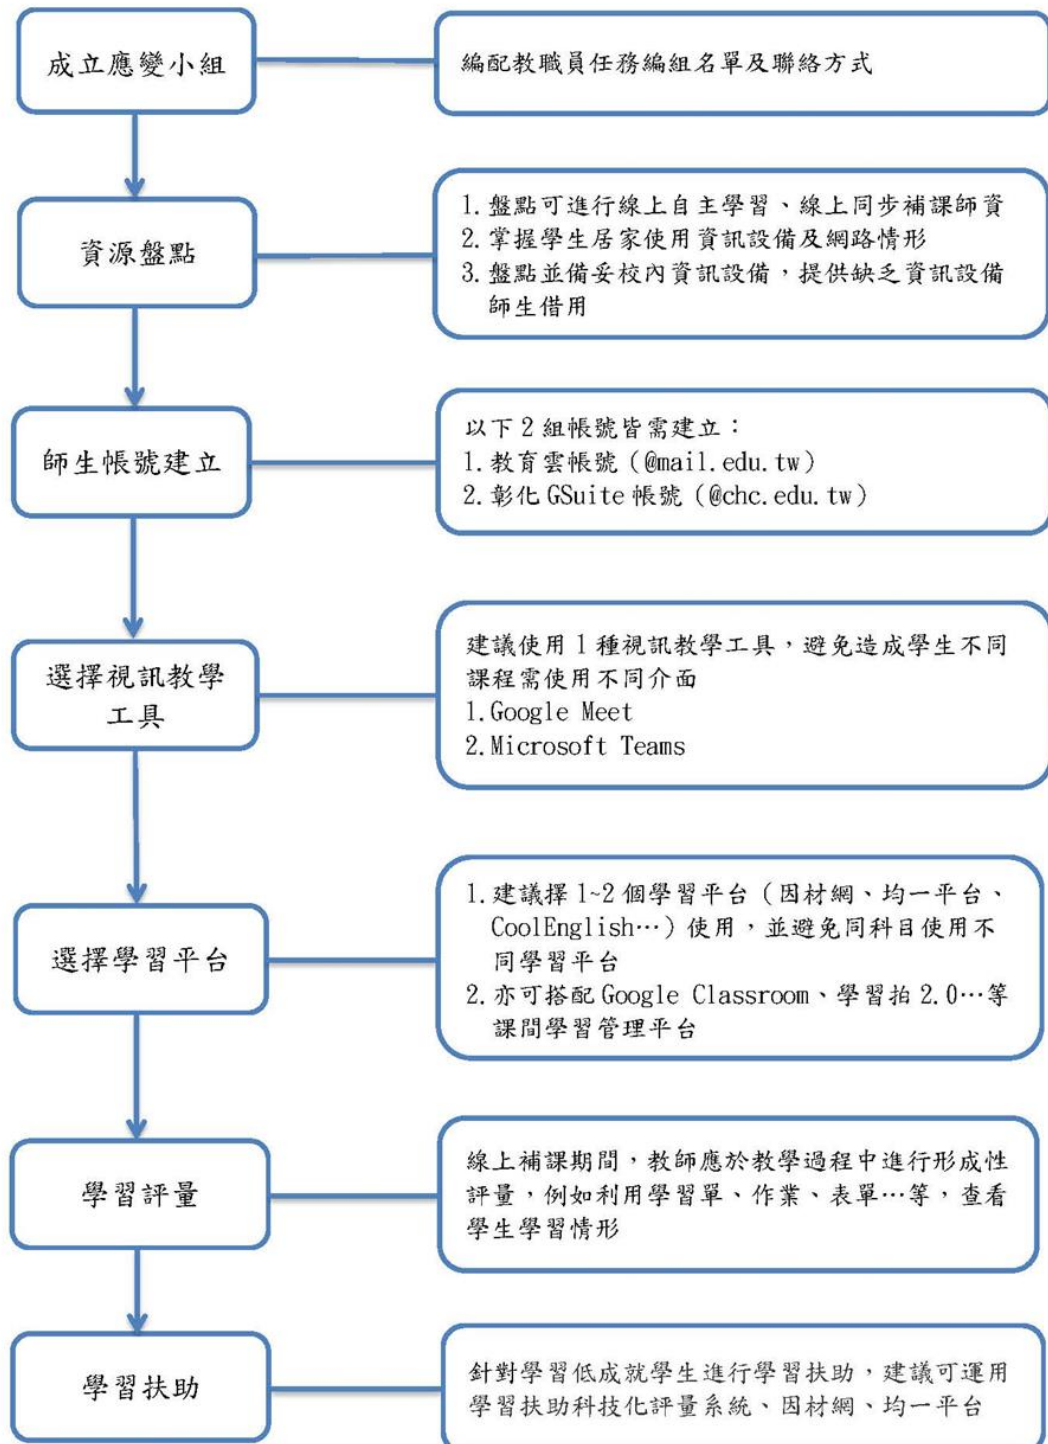 成立應變小組
編配教職員任務編組名單及聯絡方式
資源盤點
1. 盤點可進行線上自主學習、線上同步補課師資
2. 掌握學生居家使用資訊設備及網路情形
3. 盤點並備妥校內資訊設備，提供缺乏資訊設備
師生借用
師生帳號建立
以下 2 組帳號皆需建立：
1. 教育雲帳號（@mail.edu.tw）
2. 彰化 GSuite 帳號（@chc.edu.tw）
選擇視訊教學
工具
建議使用 1 種視訊教學工具，避免造成學生不同
課程需使用不同介面
1. Google Meet
2. Microsoft Teams
選擇學習平台
1. 建議擇 1~2 個學習平台（因材網、均一平台、
CoolEnglish…）使用，並避免同科目使用不
同學習平台
2. 亦可搭配 Google Classroom、學習拍 2.0…等
課間學習管理平台
學習評量
線上補課期間，教師應於教學過程中進行形成性
評量，例如利用學習單、作業、表單…等，查看
學生學習情形
學習扶助
針對學習低成就學生進行學習扶助，建議可運用
學習扶助科技化評量系統、因材網、均一平台